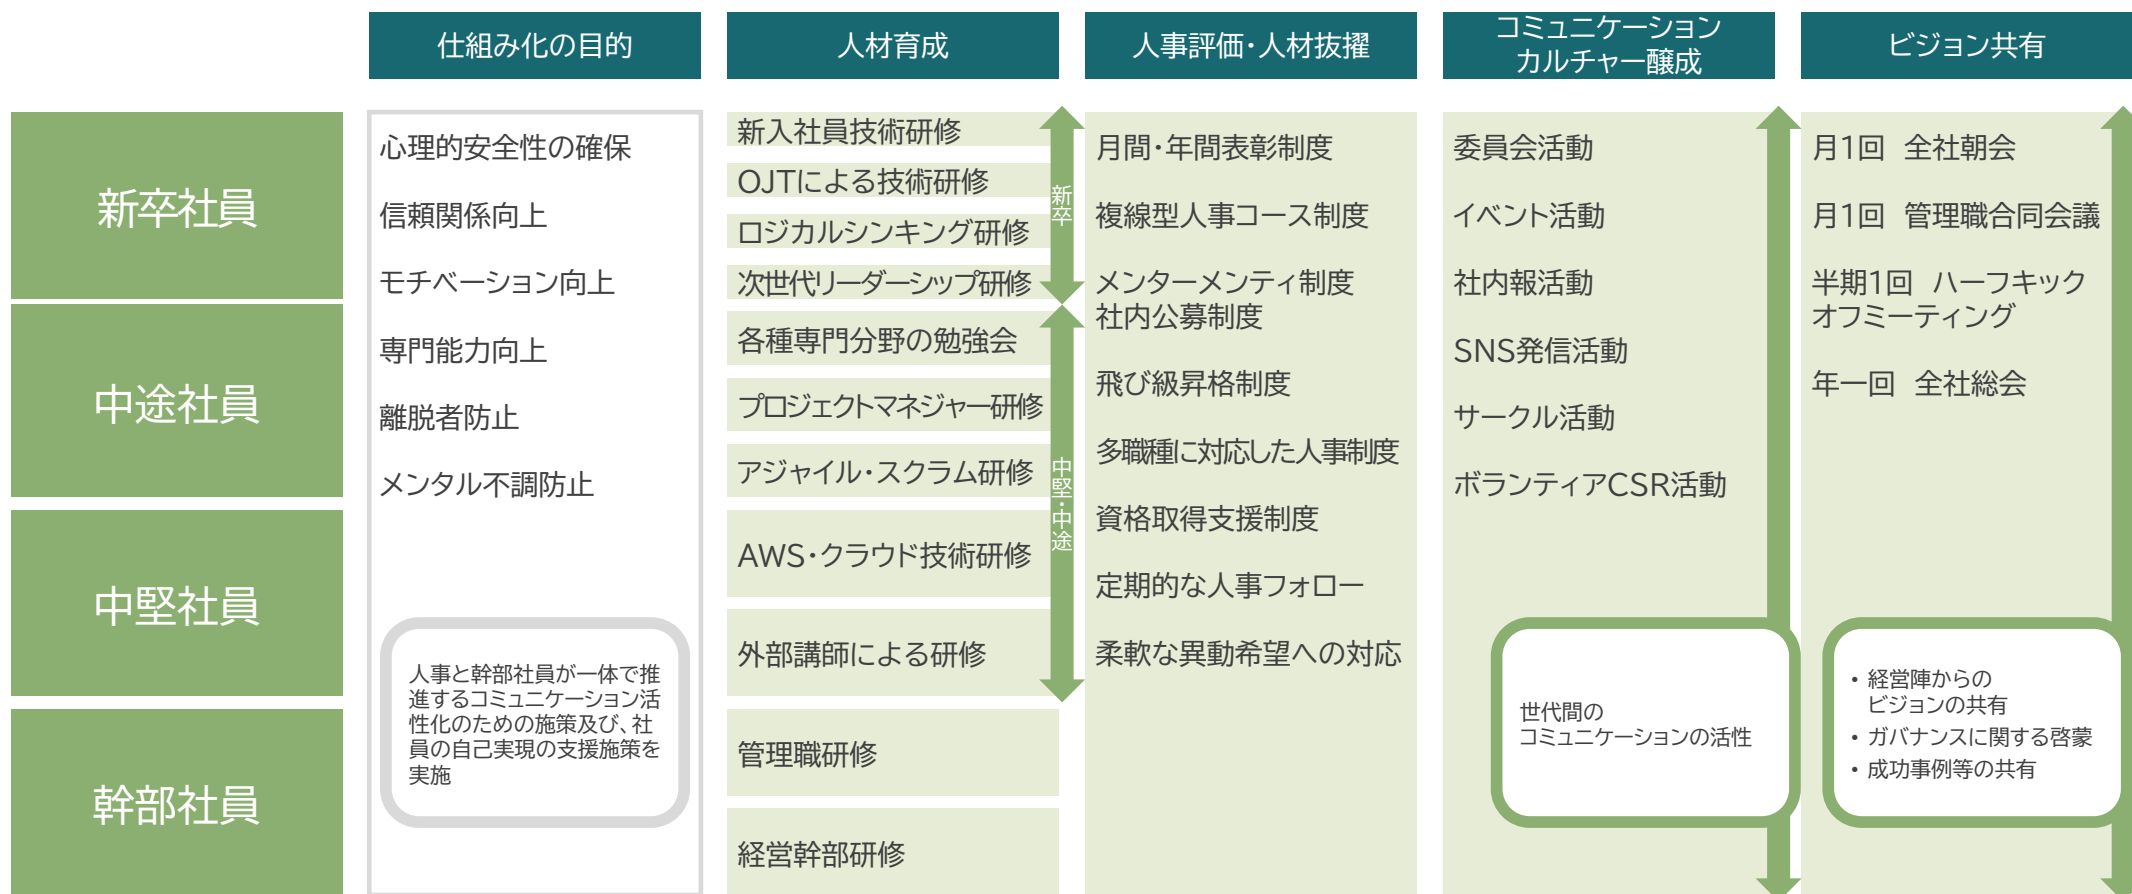 仕組み化の目的
人材育成
人事評価・人材抜擢
コミュニケーション
カルチャー醸成
ビジョン共有
新卒社員
中途社員
中堅社員
幹部社員
心理的安全性の確保
信頼関係向上
モチベーション向上
専門能力向上
離脱者防止
メンタル不調防止
人事と幹部社員が一体で推
進するコミュニケーション活
性化のための施策及び、社
員の自己実現の支援施策を
実施
新入社員技術研修
OJTによる技術研修
ロジカルシンキング研修
次世代リーダーシップ研修
各種専門分野の勉強会
プロジェクトマネジャー研修
アジャイル・スクラム研修
AWS・クラウド技術研修
外部講師による研修
管理職研修
経営幹部研修
新卒
中堅・中途
月間・年間表彰制度
複線型人事コース制度
メンターメンティ制度
社内公募制度
飛び級昇格制度
多職種に対応した人事制度
資格取得支援制度
定期的な人事フォロー
柔軟な異動希望への対応
委員会活動
イベント活動
社内報活動
SNS発信活動
サークル活動
ボランティアCSR活動
世代間の
コミュニケーションの活性
月1回　全社朝会
月1回　管理職合同会議
半期1回　ハーフキック
オフミーティング
年一回　全社総会
・経営陣からの
ビジョンの共有
・ガバナンスに関する啓蒙
・成功事例等の共有